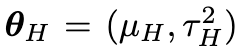 𝜽_H = (μ_H, τ_H^2)